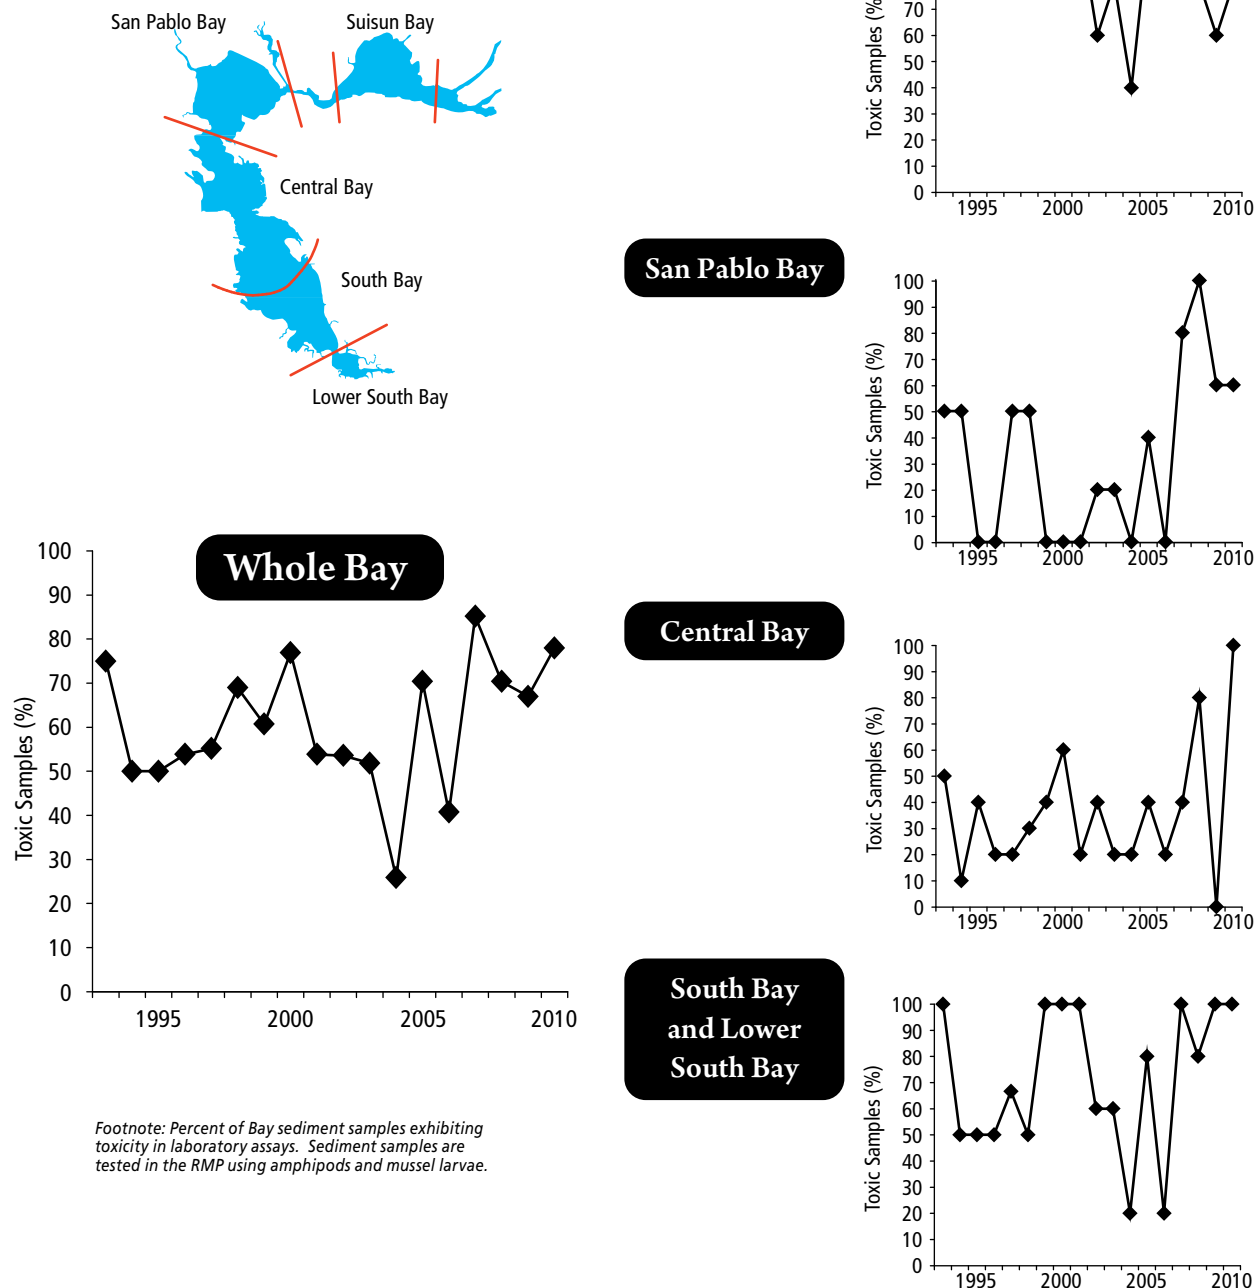 San Pablo Bay
Suisun Bay
Central Bay
South Bay
Lower South Bay
Whole Bay
Toxic Samples (%)
100
90
80
70
60
50
40
30
20
10
0
1995 2000 2005 2010
Footnote: Percent of Bay sediment samples exhibiting
toxicity in laboratory assays. Sediment samples are
tested in the RMP using amphipods and mussel larvae.
Toxic Samples (%)
70
60
50
40
30
20
10
0
1995 2000 2005 2010
San Pablo Bay
Toxic Samples (%)
100
90
80
70
60
50
40
30
20
10
0
1995 2000 2005 2010
Central Bay
Toxic Samples (%)
100
90
80
70
60
50
40
30
20
10
0
1995 2000 2005 2010
South Bay
and Lower
South Bay
Toxic Samples (%)
100
90
80
70
60
50
40
30
20
10
0
1995 2000 2005 2010